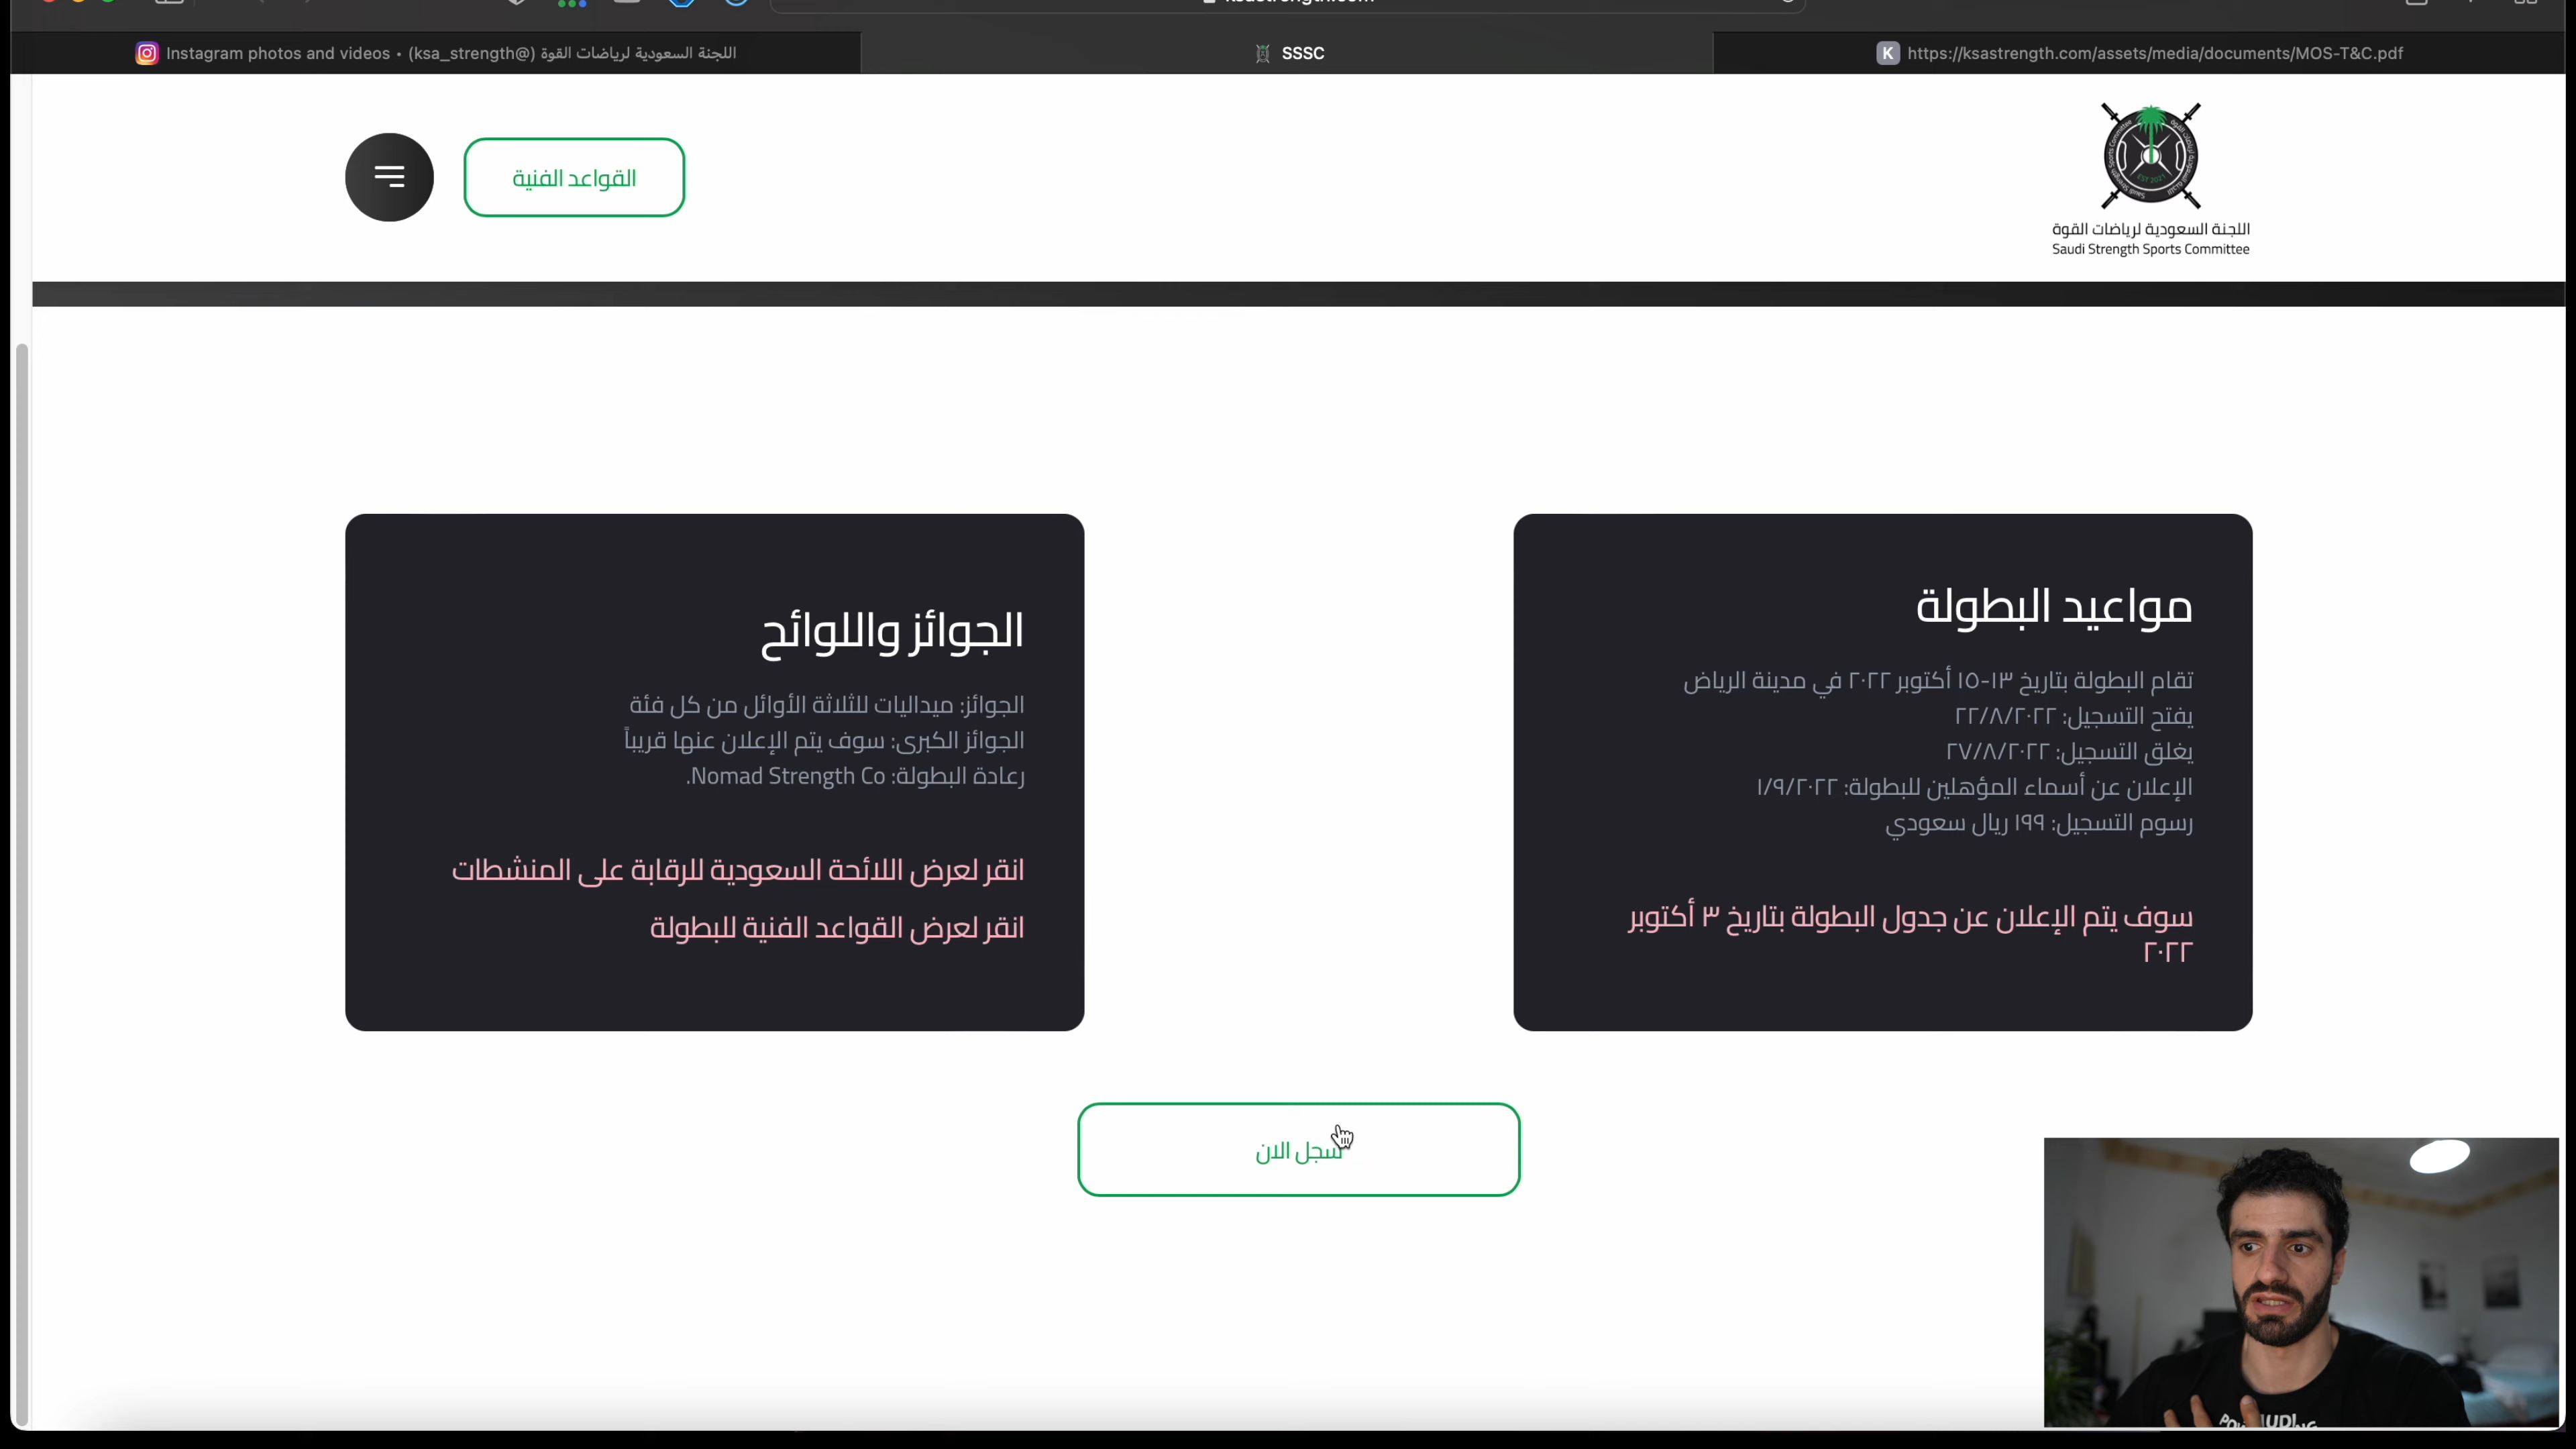 اللجنة السعودية لرياضات القوة (@ksa_strength) • Instagram photos and videos
SSSC
K
https://ksastrength.com/assets/media/documents/MOS-T&C.pdf
القواعد الفنية
اللجنة السعودية لرياضات القوة
Saudi Strength Sports Committee
مواعيد البطولة
تقام البطولة بتاريخ ١٣-١٥ أكتوبر ٢٠٢٢ في مدينة الرياض
يفتح التسجيل: ٢٢/٨/٢٠٢٢
يغلق التسجيل: ٢٧/٨/٢٠٢٢
الإعلان عن أسماء المؤهلين للبطولة: ١/٩/٢٠٢٢
رسوم التسجيل: ١٩٩ ريال سعودي
سوف يتم الإعلان عن جدول البطولة بتاريخ ٣ أكتوبر
٢٠٢٢
الجوائز واللوائح
الجوائز: ميداليات للثلاثة الأوائل من كل فئة
الجوائز الكبرى: سوف يتم الإعلان عنها قريباً
رعادة البطولة: Nomad Strength Co.
انقر لعرض اللائحة السعودية للرقابة على المنشطات
انقر لعرض القواعد الفنية للبطولة
سجل الان